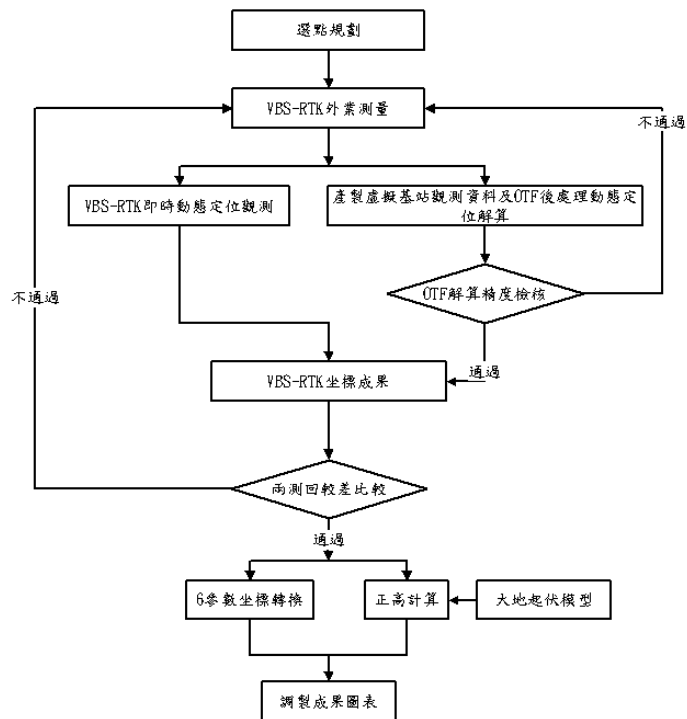 選點規劃
VBS-RTK外業測量
不通過
VBS-RTK即時動態定位觀測
產製虛擬基站觀測資料及OTF後處理動態定
位解算
不通過
OTF解算精度檢核
通過
VBS-RTK坐標成果
兩測回較差比較
通過
6參數坐標轉換
正高計算
大地起伏模型
調製成果圖表